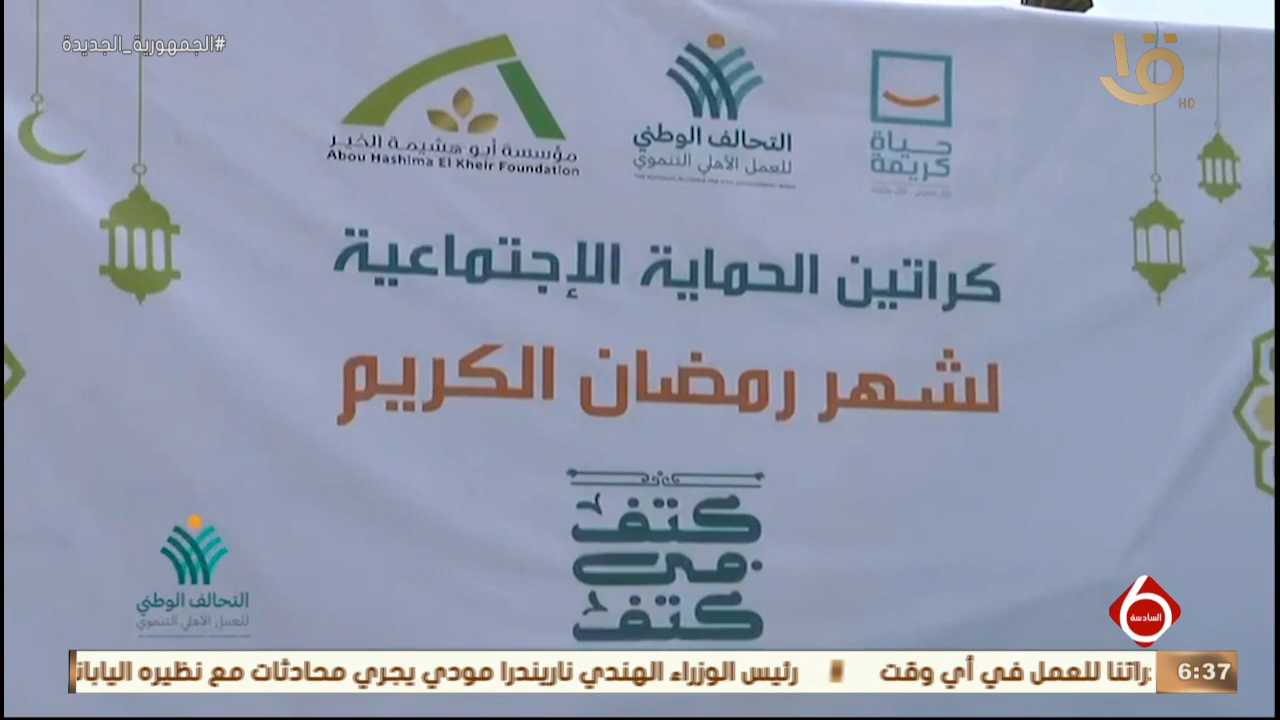 #الجمهورية_الجديدة
HD
حياة
كريمة
التحالف الوطني
للعمل الأهلي التنموي
مؤسسة أبو هشيمة الخير
Abou Hashima El Kheir Foundation
كراتين الحماية الإجتماعية
لشهر رمضان الكريم
كتف
في
كتف
التحالف الوطني
للعمل الأهلي التنموي
6
السادسة
6:37
للعمل في أي وقت
رئيس الوزراء الهندي ناريندرا مودي يجري محادثات مع نظيره